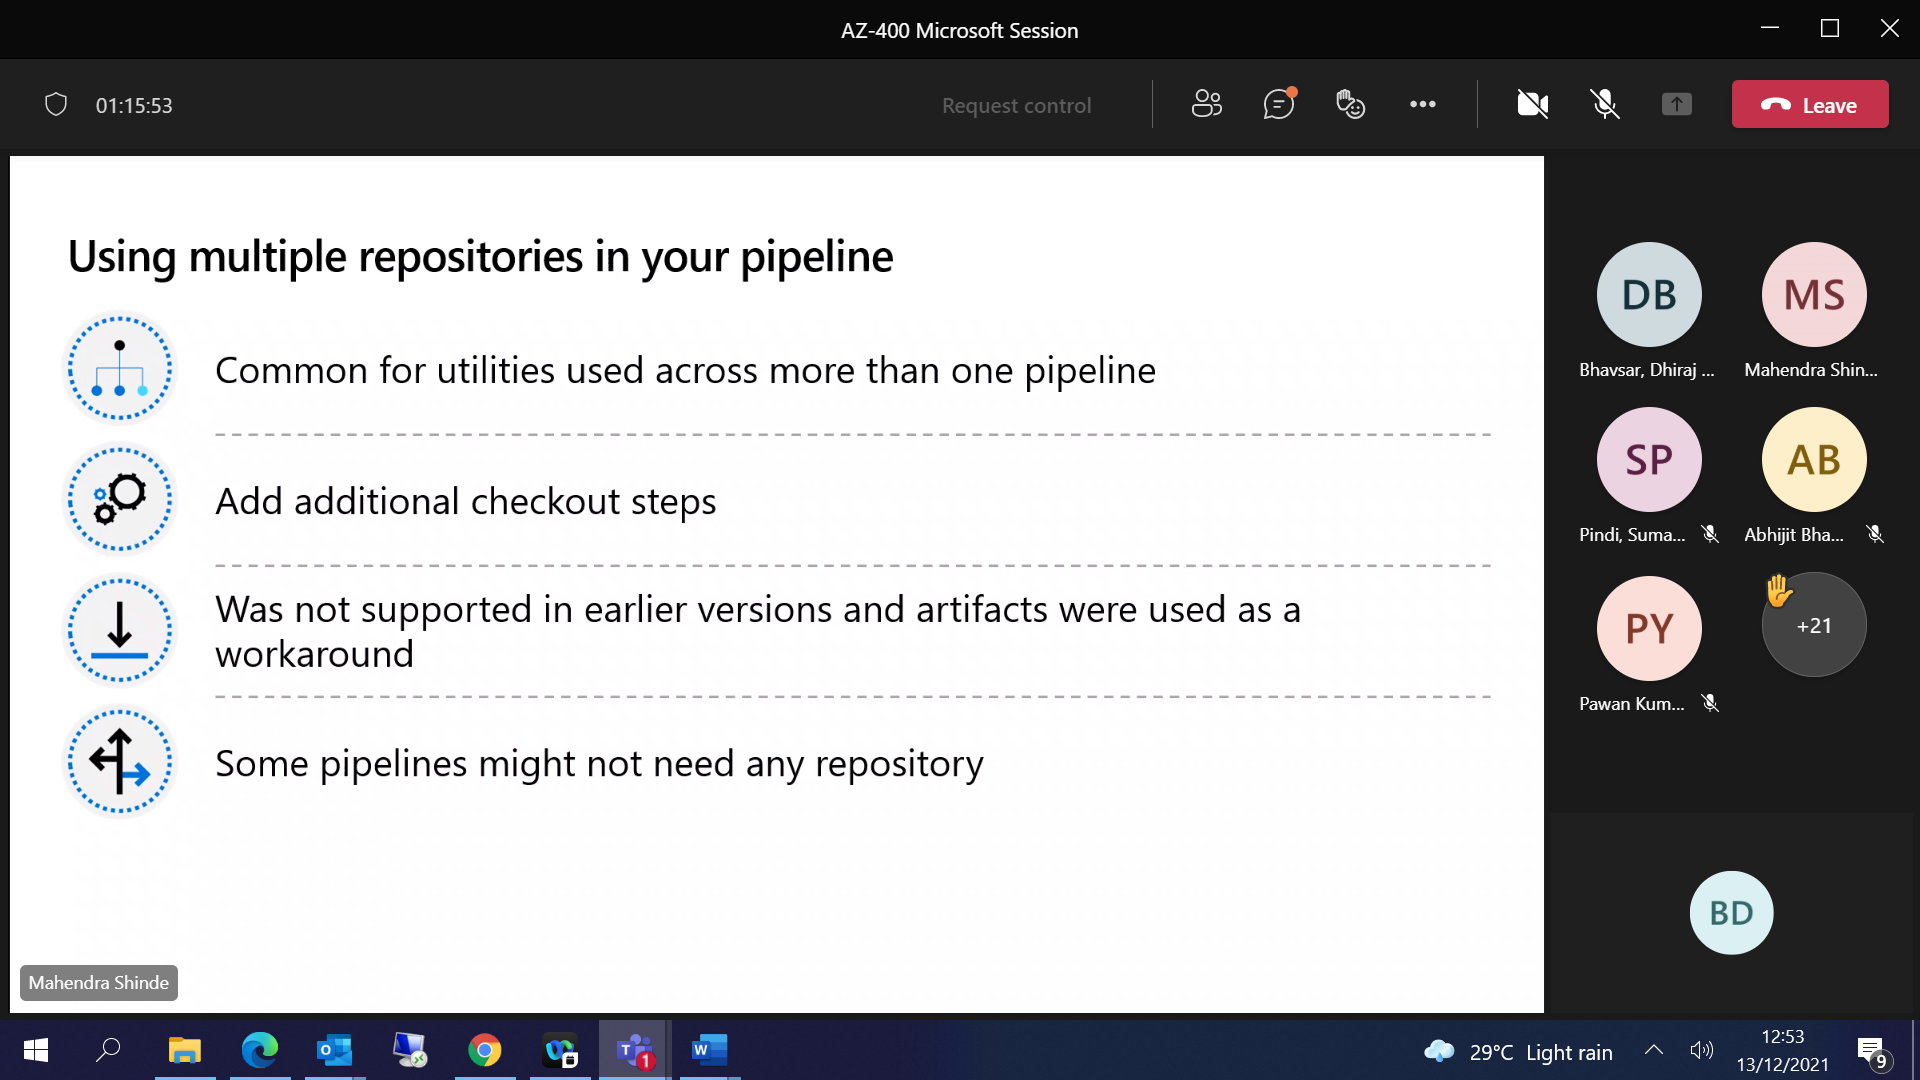 AZ-400 Microsoft Session
01:15:53
Request control
Leave
Using multiple repositories in your pipeline
Common for utilities used across more than one pipeline
Add additional checkout steps
Was not supported in earlier versions and artifacts were used as a
workaround
Some pipelines might not need any repository
Mahendra Shinde
DB
MS
Bhavsar, Dhiraj ...
Mahendra Shin...
SP
AB
Pindi, Suma...
Abhijit Bha...
PY
+21
Pawan Kum...
BD
29°C Light rain
12:53
13/12/2021
9
1